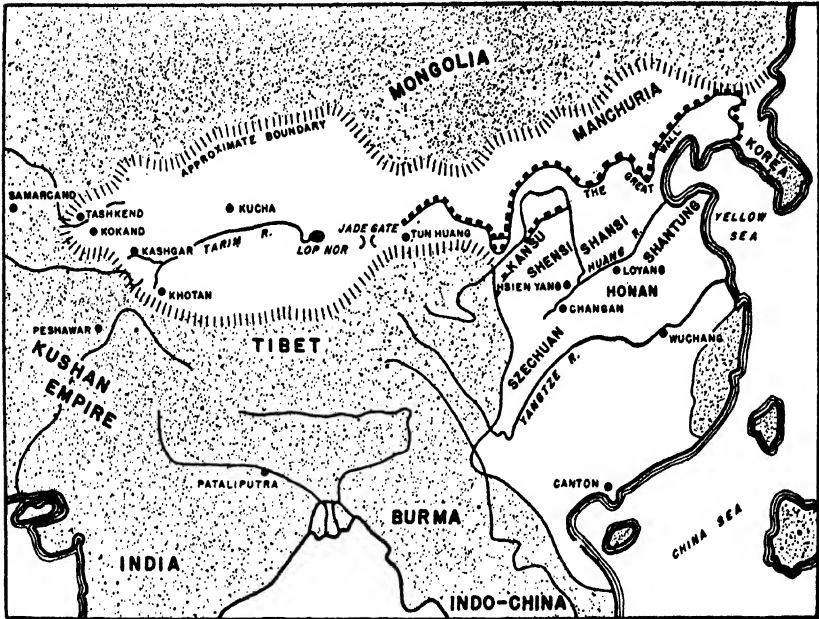 MONGOLIA
MANCHURIA
APPROXIMATE BOUNDARY
THE GREAT WALL
KOREA
SAMARCAND
TASHKEND
KOKAND
KUCHA
KASHGAR
TARIM R.
LOP NOR
JADE GATE
TUN HUANG
KANSU
SHENSI
SHANSI
HUANG R.
SHANTUNG
YELLOW
SEA
KHOTAN
HSIEN YANG
LOYANG
HONAN
CHANGAN
PESHAWAR
KUSHAN
EMPIRE
TIBET
SZECHUAN
YANGTZE R.
WUCHANG
PATALIPUTRA
CANTON
BURMA
CHINA SEA
INDIA
INDO-CHINA